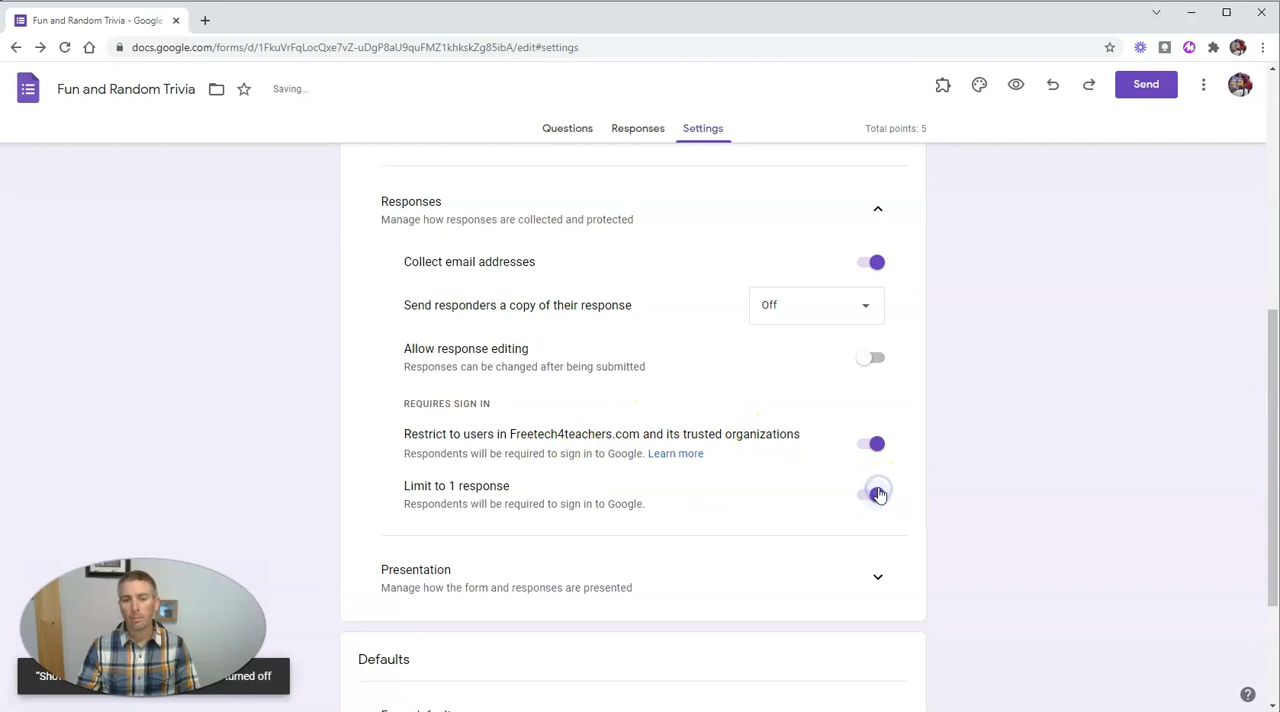 Fun and Random Trivia - Google
docs.google.com/forms/d/1FkuVrFqLocQxe7vZ-uDgP8aU9quFMZ1khkskZg85ibA/edit#settings
Fun and Random Trivia
Saving...
Send
Questions
Responses
Settings
Total points: 5
Responses
Manage how responses are collected and protected
Collect email addresses
Send responders a copy of their response
Off
Allow response editing
Responses can be changed after being submitted
REQUIRES SIGN IN
Restrict to users in Freetech4teachers.com and its trusted organizations
Respondents will be required to sign in to Google. Learn more
Limit to 1 response
Respondents will be required to sign in to Google.
Presentation
Manage how the form and responses are presented
Defaults
turned off